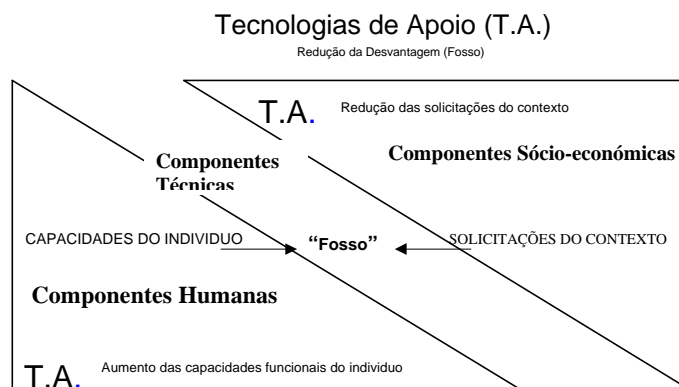 Tecnologias de Apoio (T.A.)
Redução da Desvantagem (Fosso)
T.A. Redução das solicitações do contexto
Componentes Sócio-económicas
Componentes
Técnicas
CAPACIDADES DO INDIVIDUO
“Fosso”
SOLICITAÇÕES DO CONTEXTO
Componentes Humanas
T.A. Aumento das capacidades funcionais do individuo